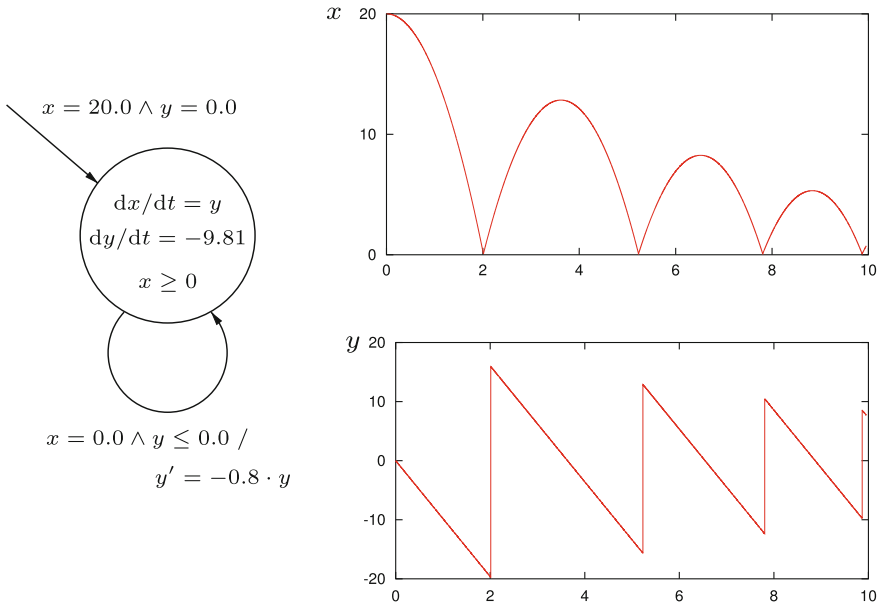 x = 20.0 ∧ y = 0.0
dx/dt = y
dy/dt = −9.81
x ≥ 0
x = 0.0 ∧ y ≤ 0.0 /
y′ = −0.8 · y
x
20
10
0
0 2 4 6 8 10
y
20
10
0
-10
-20
0 2 4 6 8 10